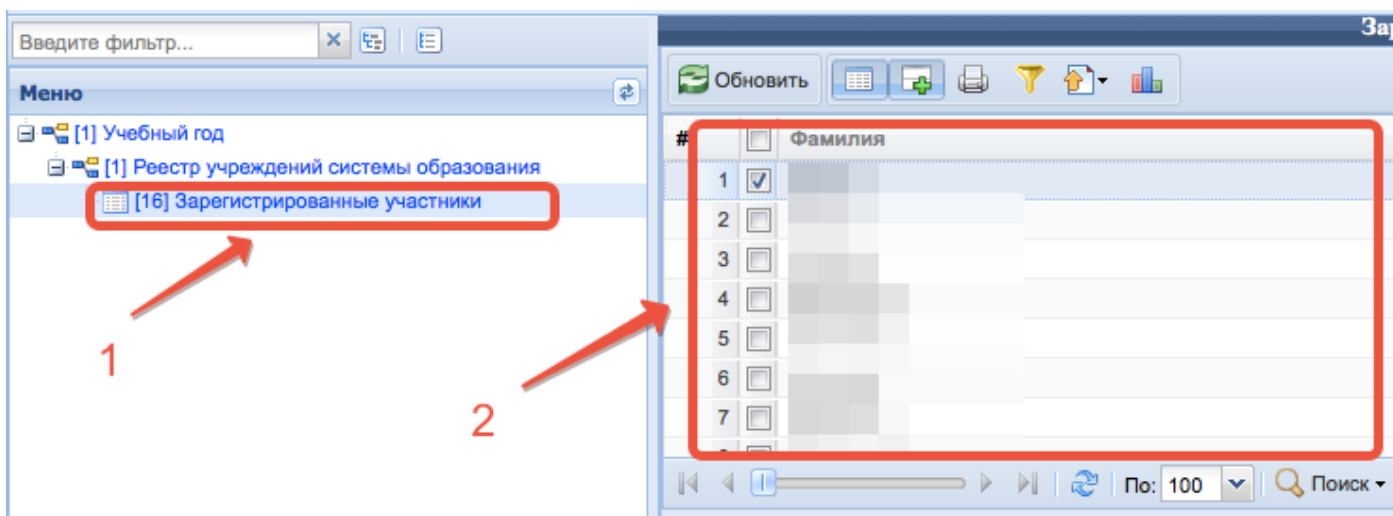 Введите фильтр...
Меню
[1] Учебный год
[1] Реестр учреждений системы образования
[16] Зарегистрированные участники
1
2
Зар
Обновить
# Фамилия
1
2
3
4
5
6
7
По: 100 Поиск